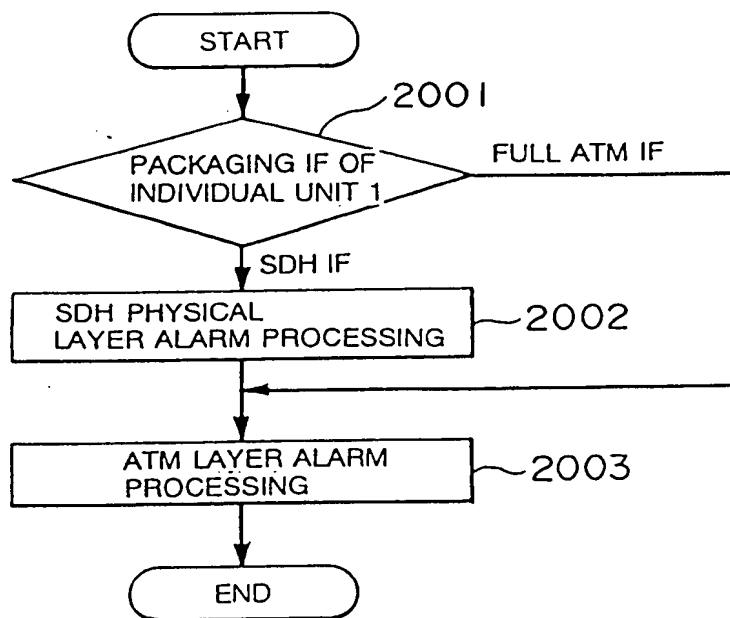 START
2001
PACKAGING IF OF
INDIVIDUAL UNIT 1
FULL ATM IF
SDH IF
SDH PHYSICAL
LAYER ALARM PROCESSING
2002
ATM LAYER ALARM
PROCESSING
2003
END